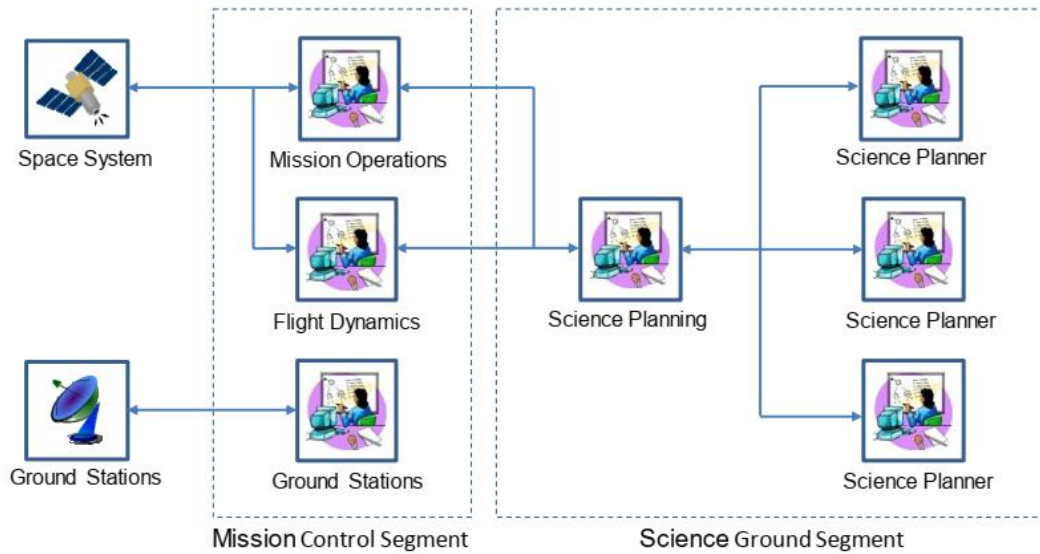 Space System
Mission Operations
Science Planner
Flight Dynamics
Science Planning
Science Planner
Ground Stations
Ground Stations
Science Planner
Mission Control Segment
Science Ground Segment